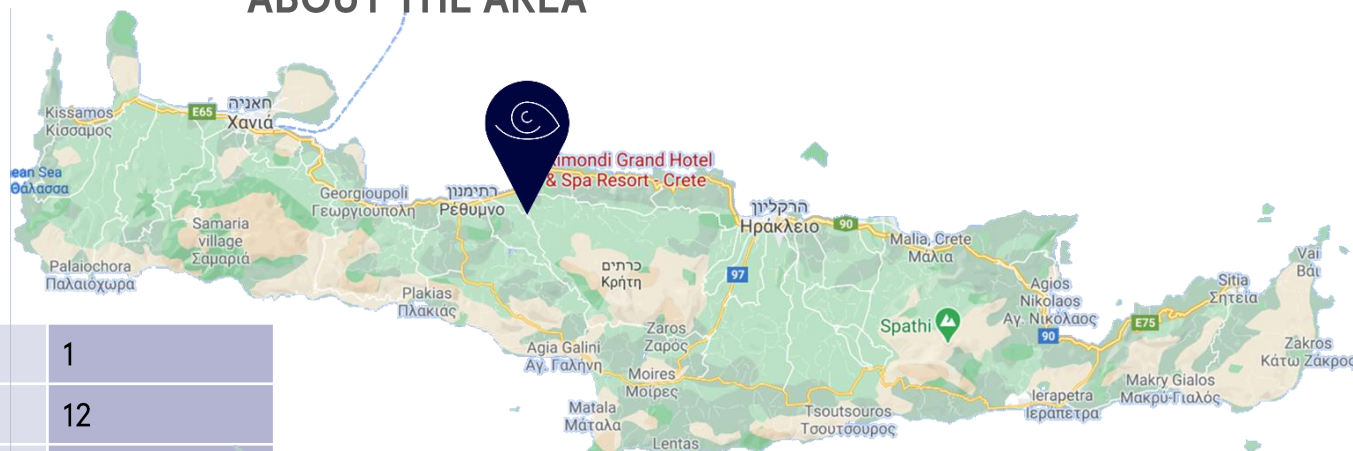 ABOUT THE AREA
Kissamos
Κίσσαμος
E65
חאניה
Χανιά
ean Sea
Θάλασσα
Georgioupoli
Γεωργιούπολη
רתימנון
Ρέθυμνο
imondi Grand Hotel
& Spa Resort - Crete
הרקליון
Ηράκλειο
90
Malia, Crete
Μάλια
Samaria
village
Σαμαριά
Palaiochora
Παλαιόχωρα
Plakias
Πλακιάς
כרתים
Κρήτη
97
Agios
Nikolaos
Αγ. Νικόλαος
90
Spathi
E75
Sitia
Σητεία
Vai
Βάι
Zakros
Κάτω Ζάκρος
Agia Galini
Αγ. Γαλήνη
Zaros
Ζαρός
Moires
Μοίρες
Matala
Μάταλα
Lentas
Tsoutsouros
Τσούτσουρος
Ierapetra
Ιεράπετρα
Makry Gialos
Μακρύ-Γιαλός
1
12